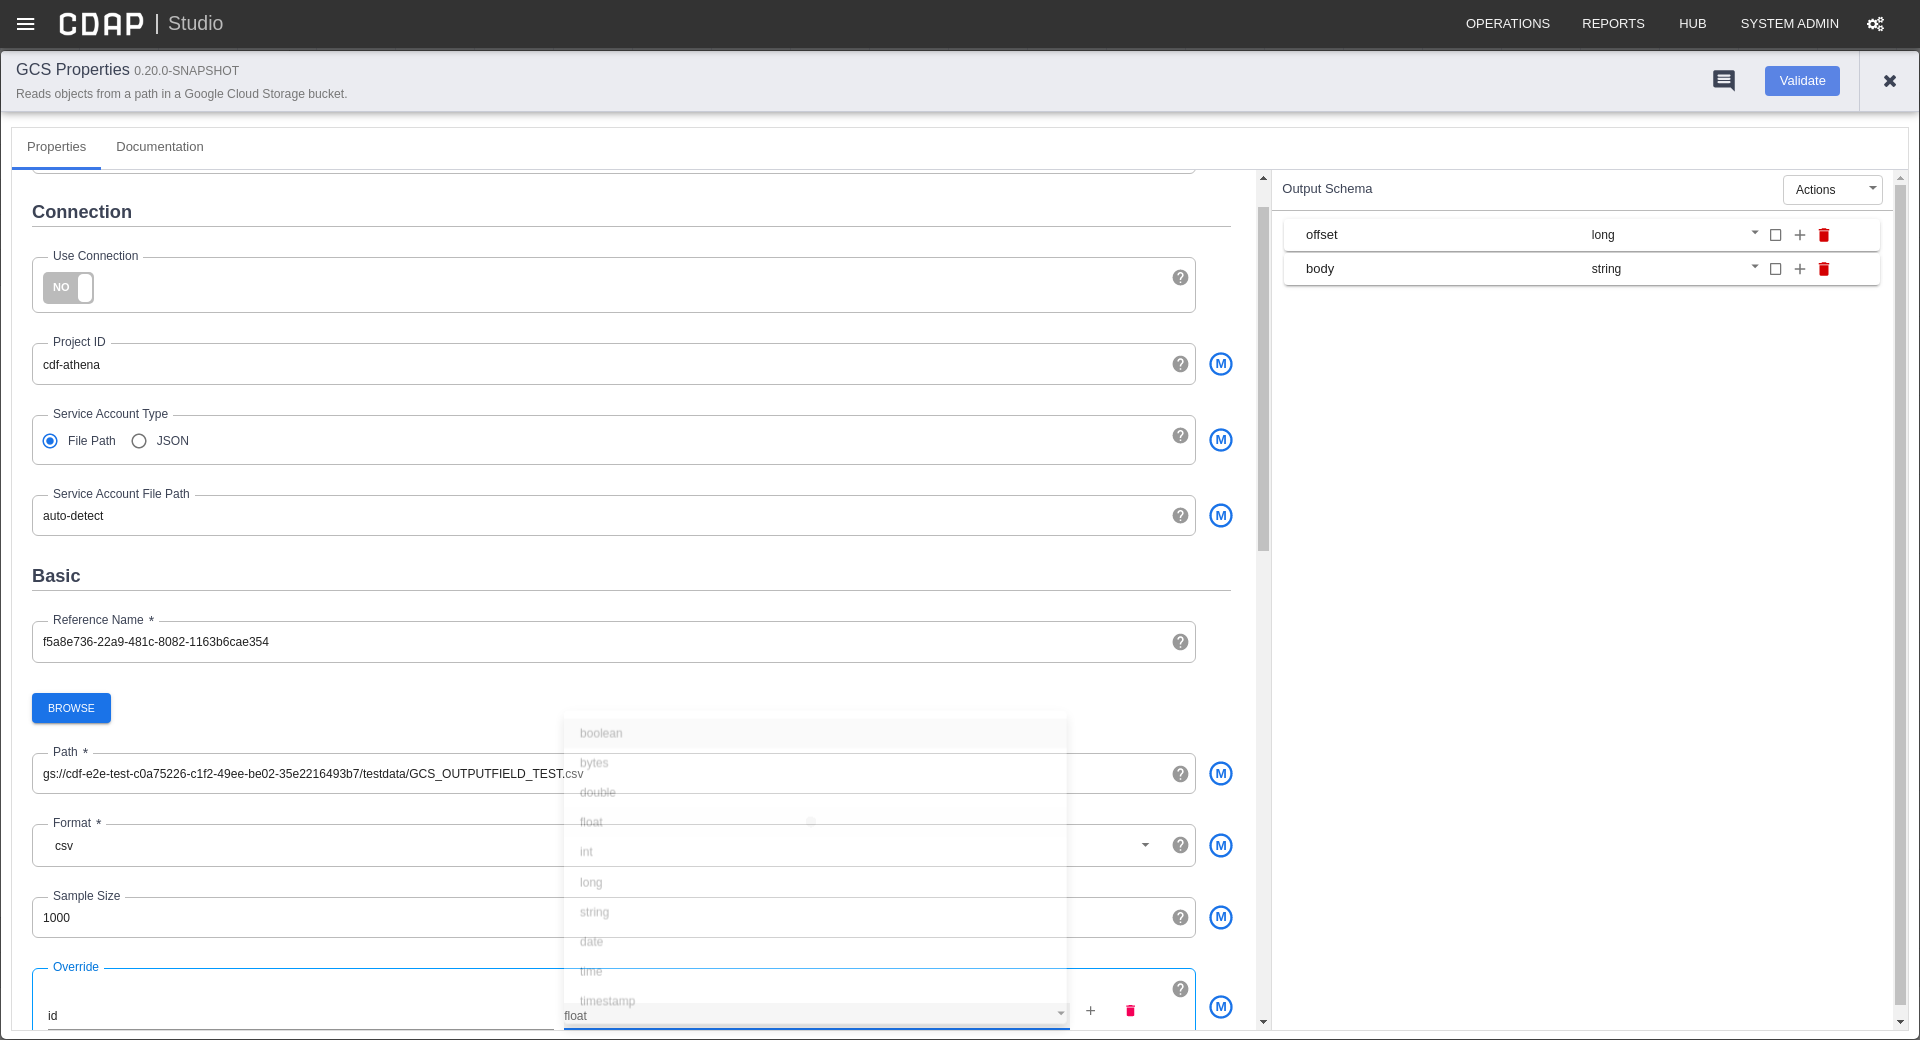 CDAP | Studio
OPERATIONS REPORTS HUB SYSTEM ADMIN
GCS Properties 0.20.0-SNAPSHOT
Reads objects from a path in a Google Cloud Storage bucket.
Validate
Properties Documentation
Connection
Use Connection
NO
Project ID
cdf-athena
M
Service Account Type
File Path JSON
M
Service Account File Path
auto-detect
M
Basic
Reference Name *
f5a8e736-22a9-481c-8082-1163b6cae354
BROWSE
Path *
gs://cdf-e2e-test-c0a75226-c1f2-49ee-be02-35e2216493b7/testdata/GCS_OUTPUTFIELD_TEST.csv
M
Format *
csv
M
Sample Size
1000
M
Override
id
float
M
boolean
bytes
double
float
int
long
string
date
time
timestamp
Output Schema
Actions
offset long
body string